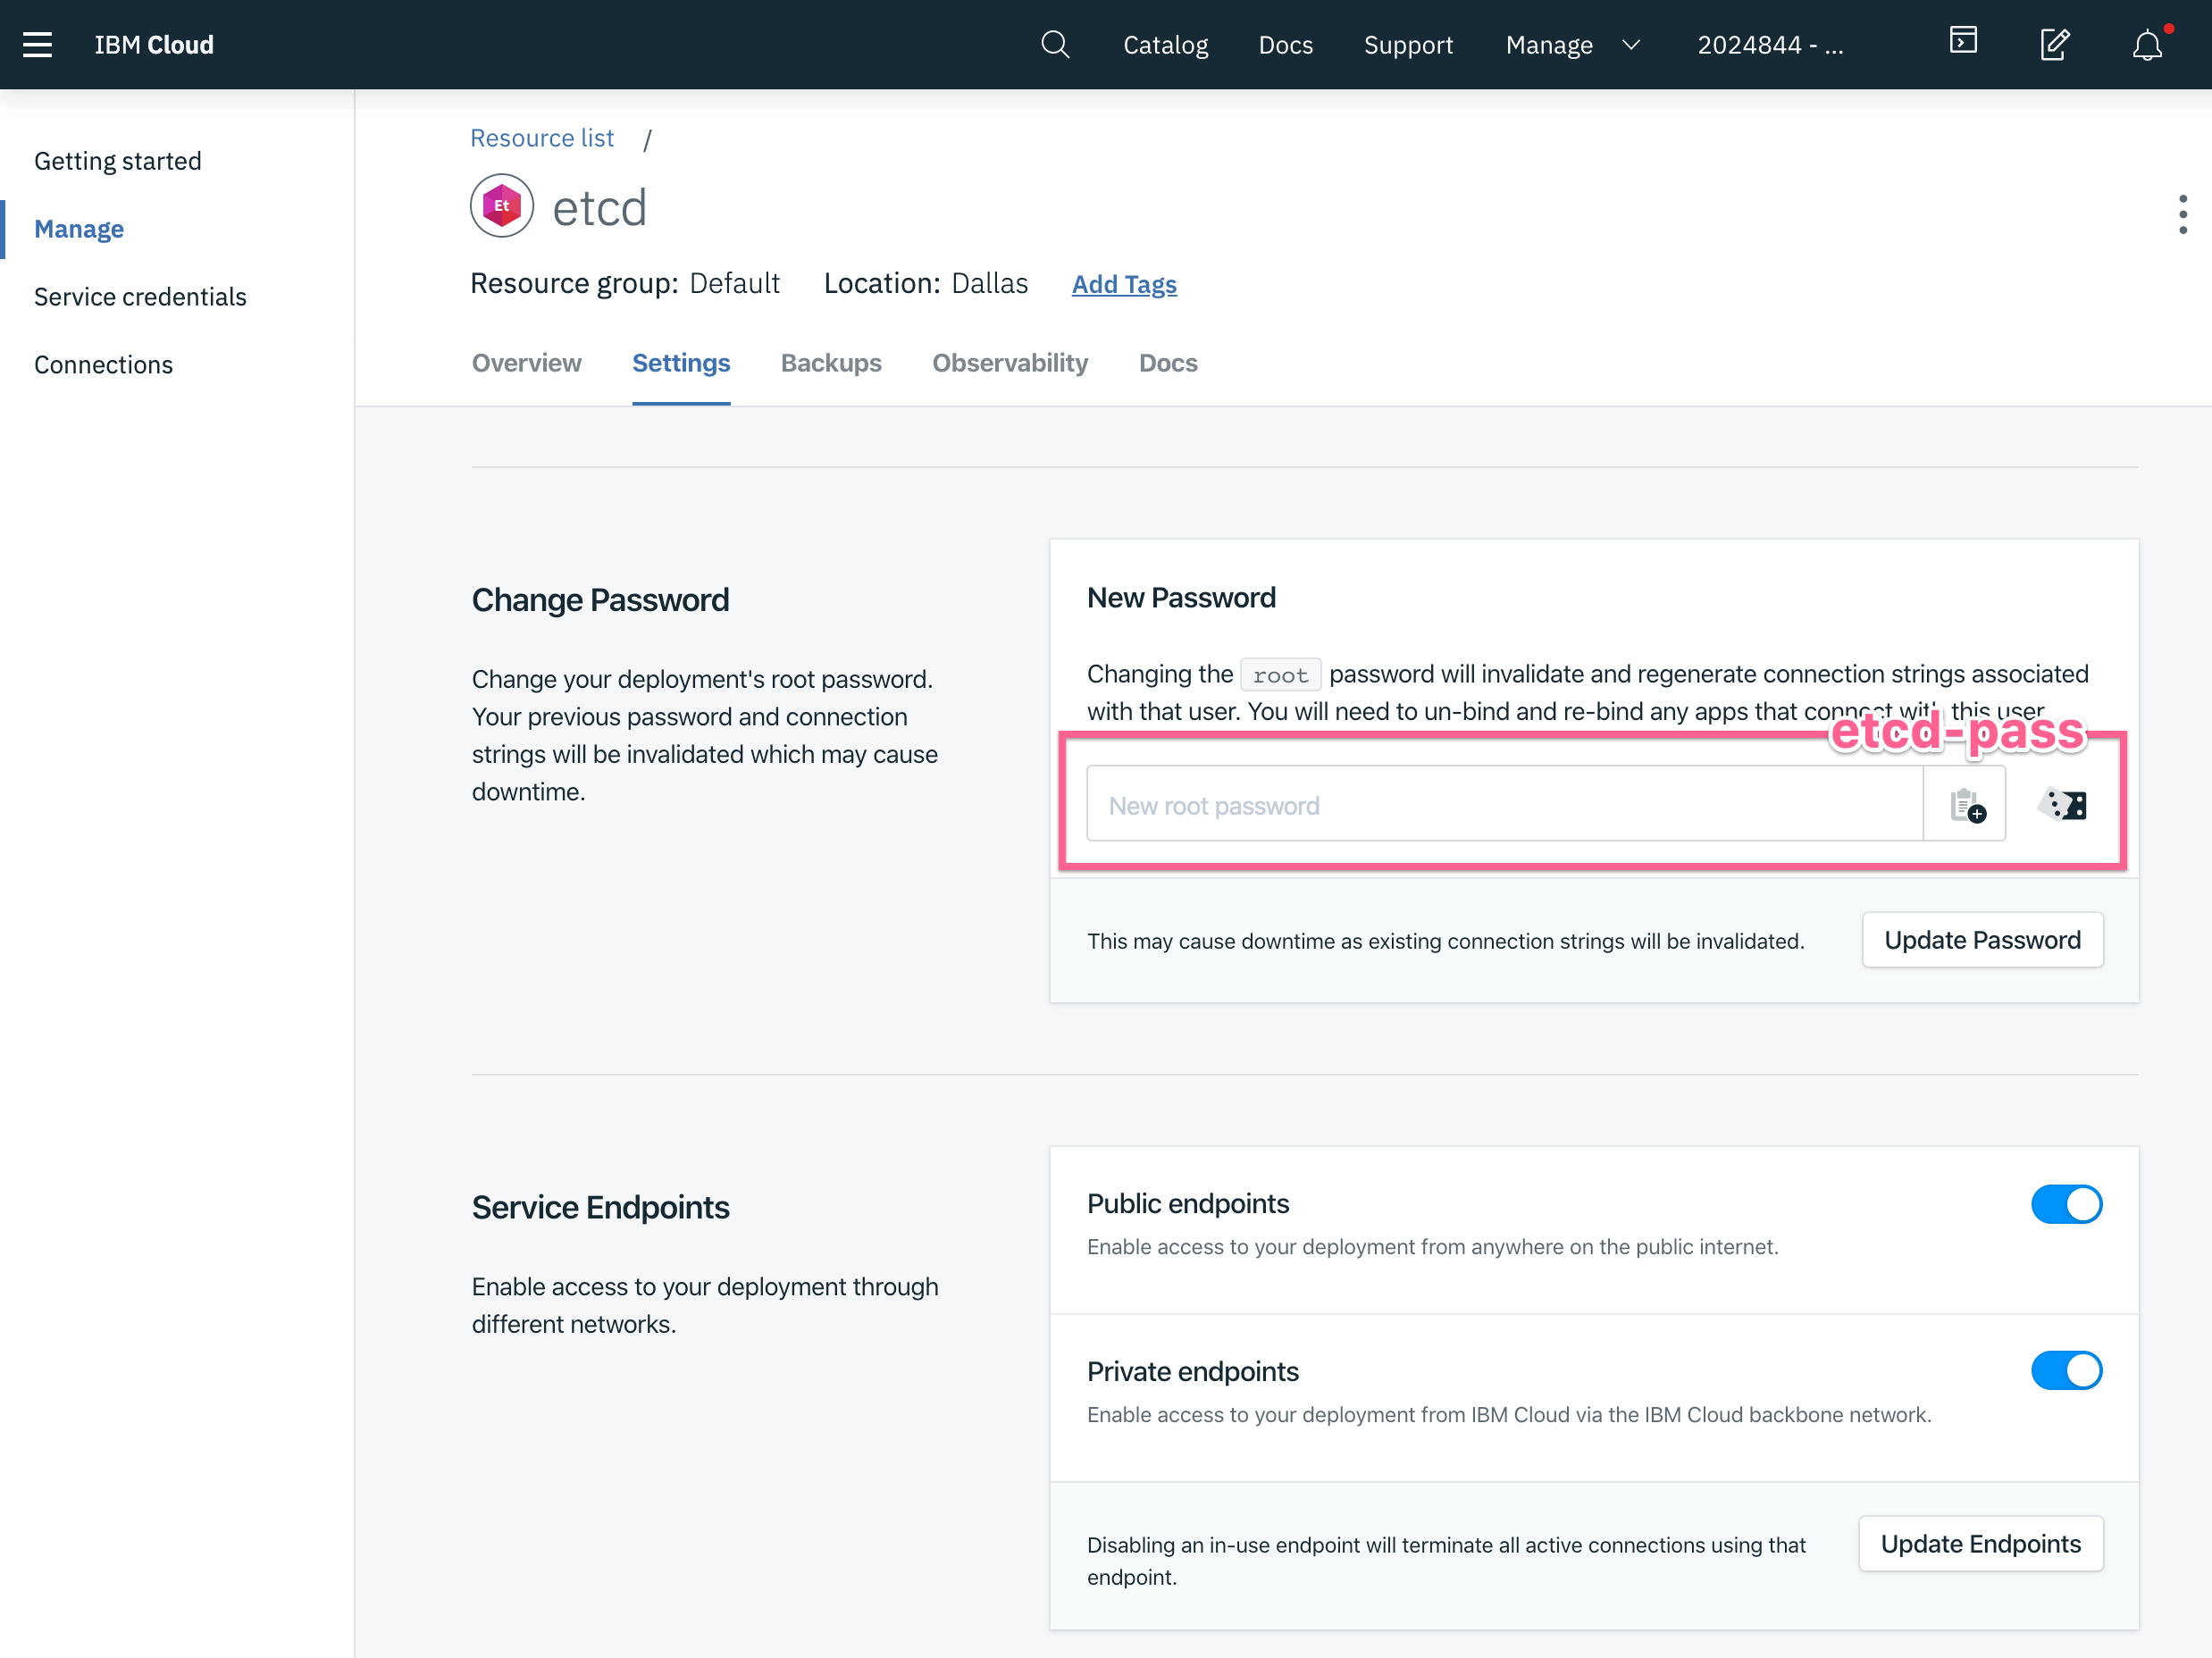 IBM Cloud
Catalog
Docs
Support
Manage
2024844 - ...
Getting started
Manage
Service credentials
Connections
Resource list /
Et
etcd
Resource group: Default
Location: Dallas
Add Tags
Overview
Settings
Backups
Observability
Docs
Change Password
Change your deployment's root password.
Your previous password and connection
strings will be invalidated which may cause
downtime.
New Password
Changing the root password will invalidate and regenerate connection strings associated
with that user. You will need to un-bind and re-bind any apps that connect with this user
etcd-pass
New root password
This may cause downtime as existing connection strings will be invalidated.
Update Password
Service Endpoints
Enable access to your deployment through
different networks.
Public endpoints
Enable access to your deployment from anywhere on the public internet.
Private endpoints
Enable access to your deployment from IBM Cloud via the IBM Cloud backbone network.
Disabling an in-use endpoint will terminate all active connections using that
endpoint.
Update Endpoints